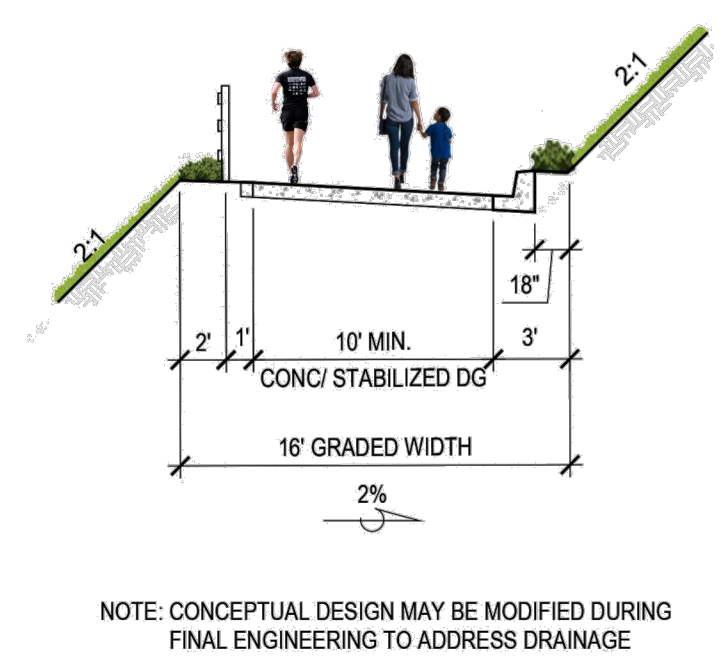 2:1
2:1
18"
2' 1' 10' MIN. 3'
CONC/ STABILIZED DG
16' GRADED WIDTH
2%
NOTE: CONCEPTUAL DESIGN MAY BE MODIFIED DURING
FINAL ENGINEERING TO ADDRESS DRAINAGE